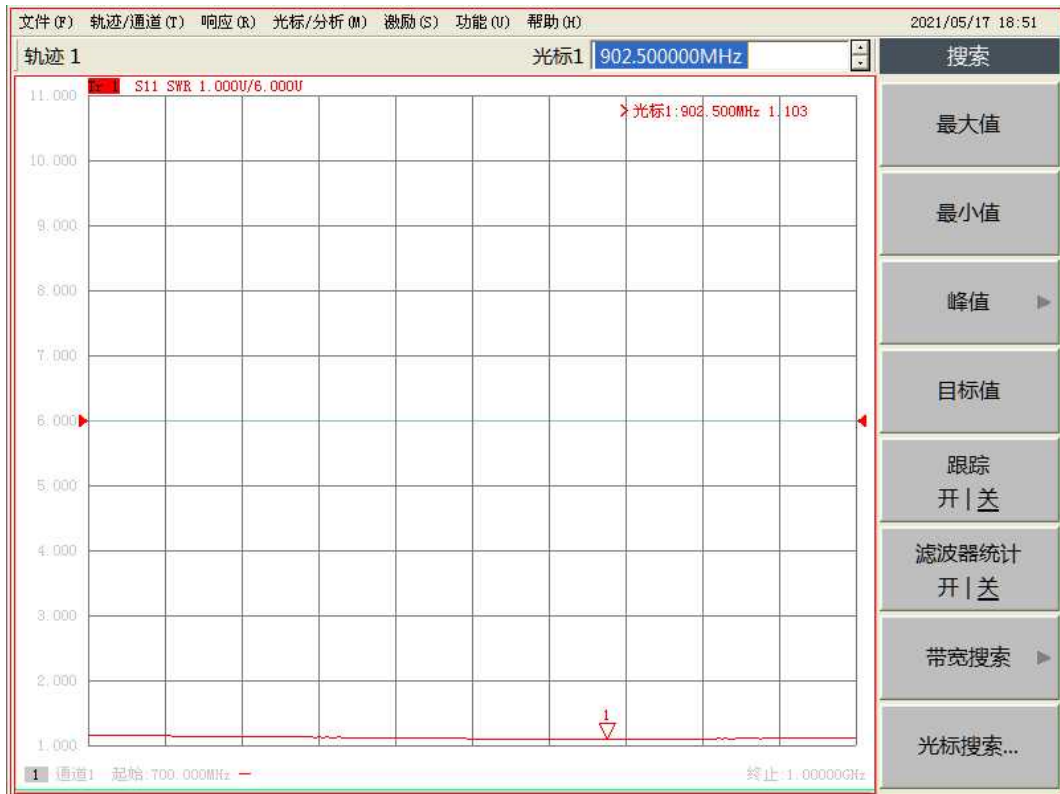 文件(F) 轨迹/通道(T) 响应(R) 光标/分析(M) 激励(S) 功能(U) 帮助(H) 2021/05/17 18:51
轨迹 1 光标1 902.500000MHz 搜索
Tr 1 S11 SWR 1.000U/6.000U
>光标1:902.500MHz 1.103
11.000
10.000
9.000
8.000
7.000
6.000
5.000
4.000
3.000
2.000
1.000
1
1 通道1 起始:700.000MHz 终止:1.00000GHz
最大值
最小值
峰值
目标值
跟踪
开|关
滤波器统计
开|关
带宽搜索
光标搜索...